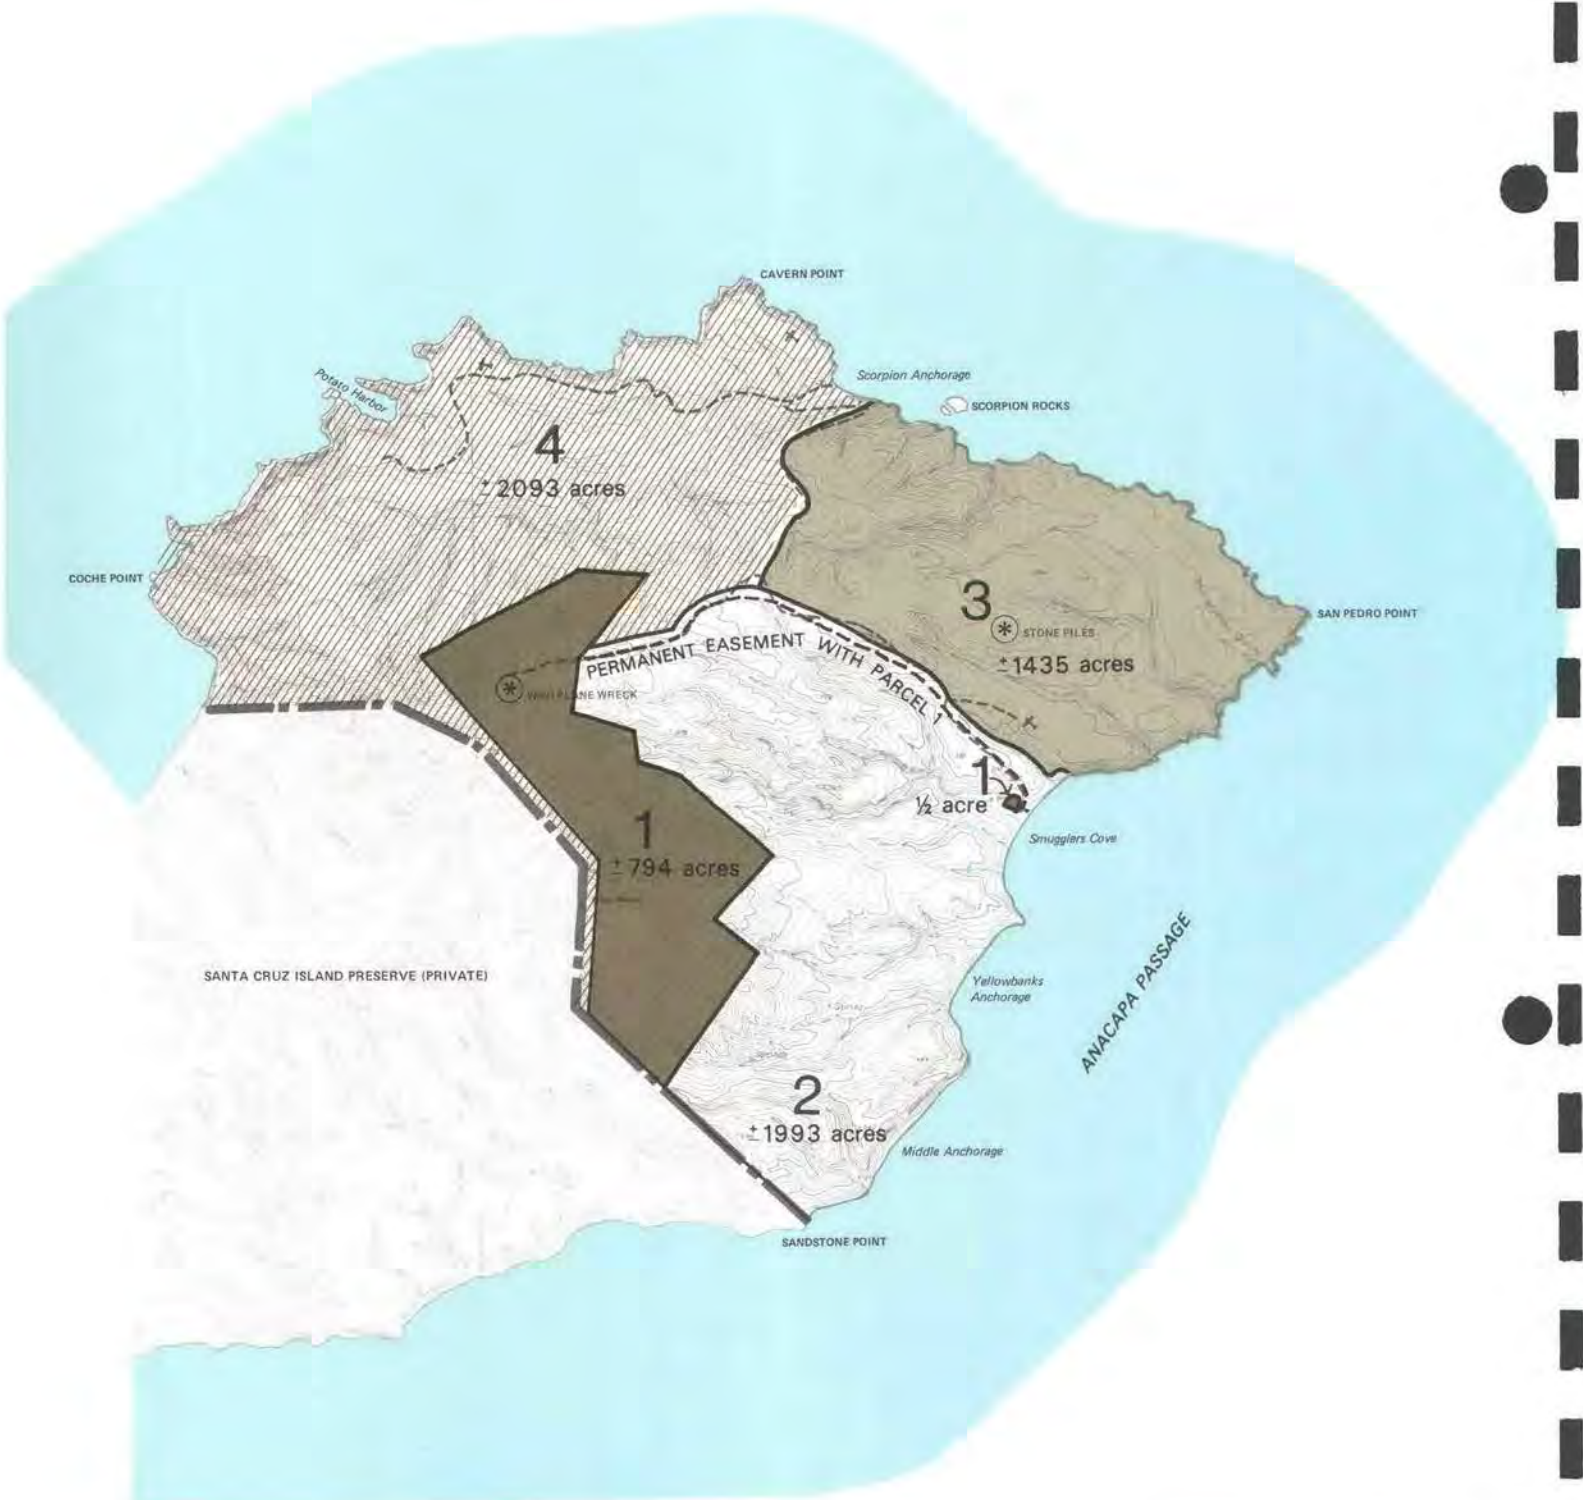 CAVERN POINT
Scorpion Anchorage
SCORPION ROCKS
Potato Harbor
4
± 2093 acres
COCHE POINT
3
STONE PILES
±1435 acres
SAN PEDRO POINT
PERMANENT EASEMENT WITH PARCEL 1
PLANE WRECK
1
½ acre
Smugglers Cove
1
± 794 acres
SANTA CRUZ ISLAND PRESERVE (PRIVATE)
Yellowbanks
Anchorage
ANACAPA PASSAGE
2
±1993 acres
Middle Anchorage
SANDSTONE POINT